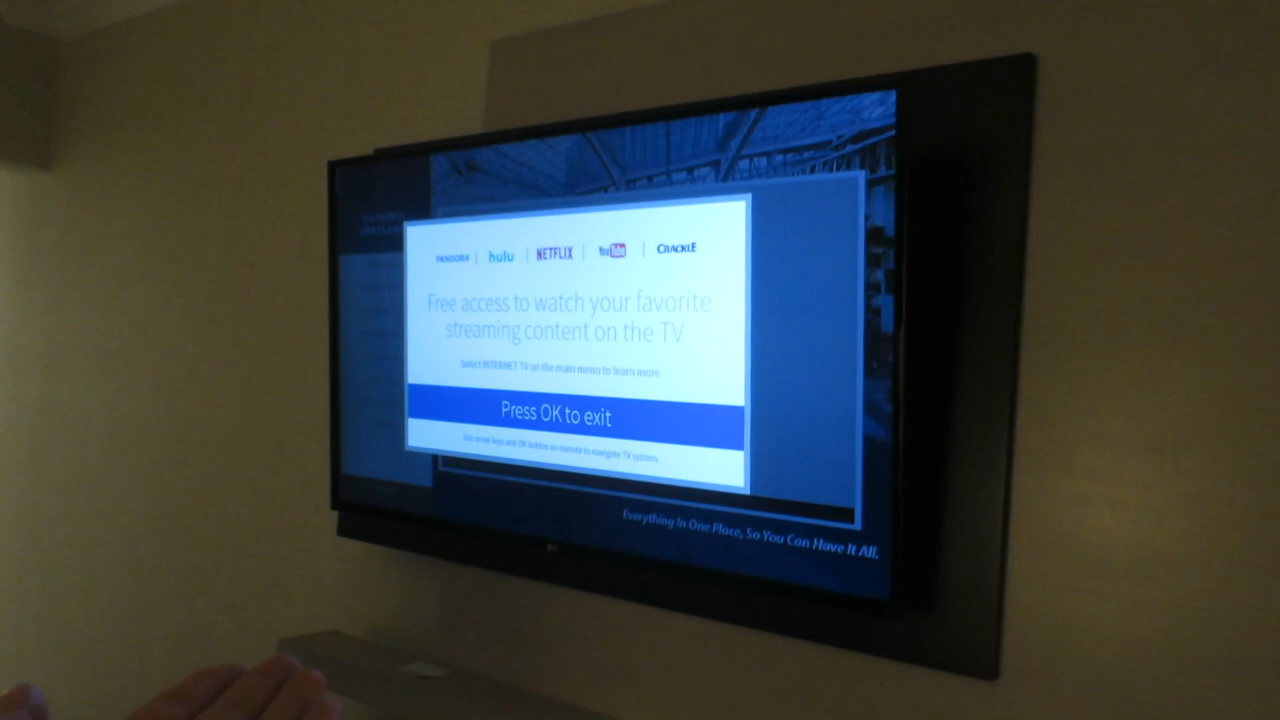 PANDORA | hulu | NETFLIX | YouTube | CRACKLE
Free access to watch your favorite
streaming content on the TV
Select INTERNET TV on the main menu to learn more.
Press OK to exit
Use arrow keys and OK button on remote to navigate TV system.
Everything In One Place, So You Can Have It All.
LG